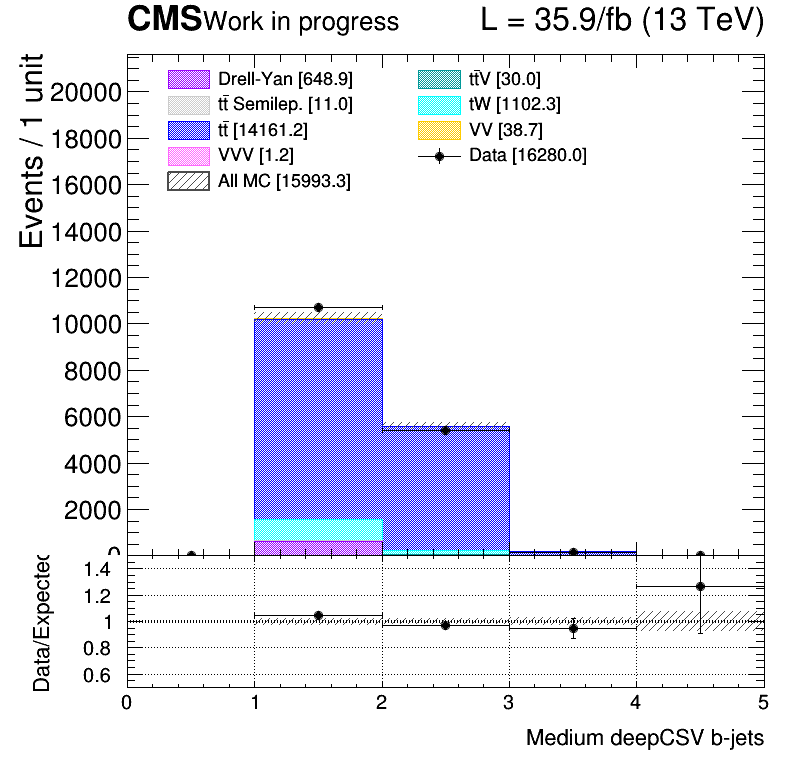 CMS Work in progress L = 35.9/fb (13 TeV)
Events / 1 unit
20000
18000
16000
14000
12000
10000
8000
6000
4000
2000
0
Drell-Yan [648.9]
tt̄ Semilep. [11.0]
tt̄ [14161.2]
VVV [1.2]
All MC [15993.3]
tt̄V [30.0]
tW [1102.3]
VV [38.7]
Data [16280.0]
Data/Expected
1.4
1.2
1
0.8
0.6
0 1 2 3 4 5
Medium deepCSV b-jets